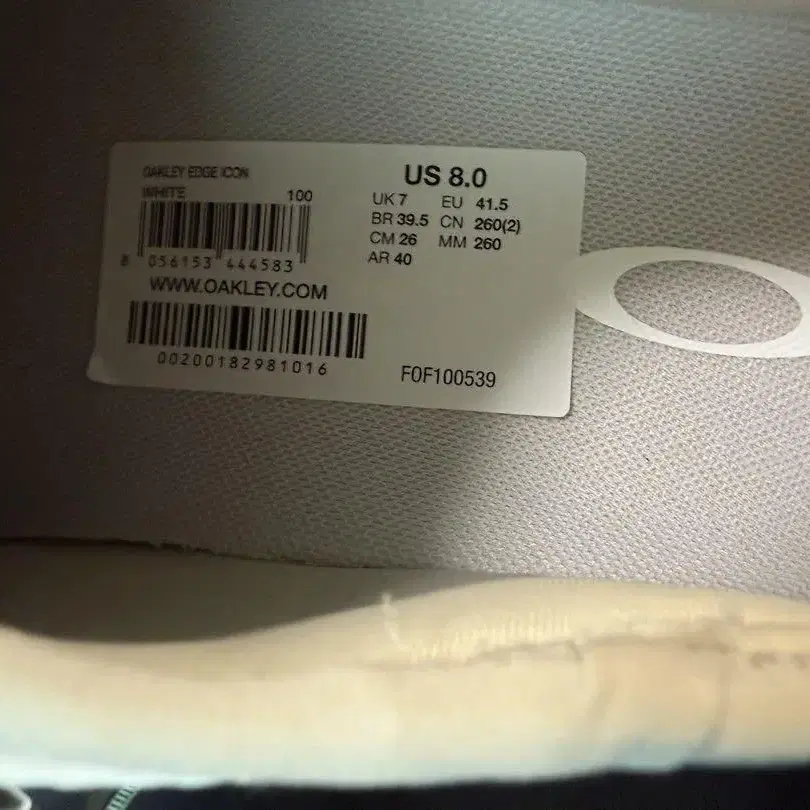 OAKLEY EDGE ICON
WHITE 100
8 056153 444583
WWW.OAKLEY.COM
00200182981016
US 8.0
UK 7 EU 41.5
BR 39.5 CN 260(2)
CM 26 MM 260
AR 40
F0F100539